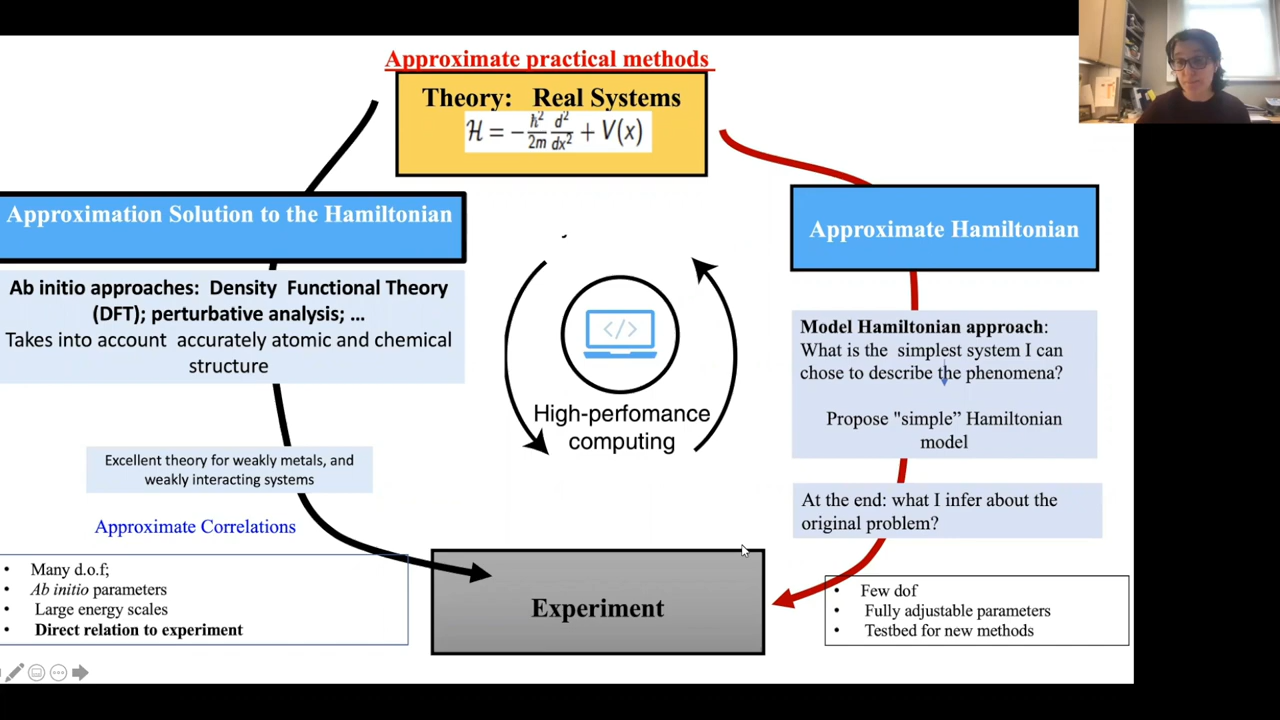 Approximate practical methods
Theory: Real Systems
ℋ = −ħ²/2m d²/dx² + V(x)
Approximation Solution to the Hamiltonian
Ab initio approaches: Density Functional Theory
(DFT); perturbative analysis; ...
Takes into account accurately atomic and chemical
structure
Excellent theory for weakly metals, and
weakly interacting systems
Approximate Correlations
• Many d.o.f;
• Ab initio parameters
• Large energy scales
• Direct relation to experiment
</>
High-perfomance
computing
Experiment
Approximate Hamiltonian
Model Hamiltonian approach:
What is the simplest system I can
chose to describe the phenomena?
Propose "simple” Hamiltonian
model
At the end: what I infer about the
original problem?
• Few dof
• Fully adjustable parameters
• Testbed for new methods